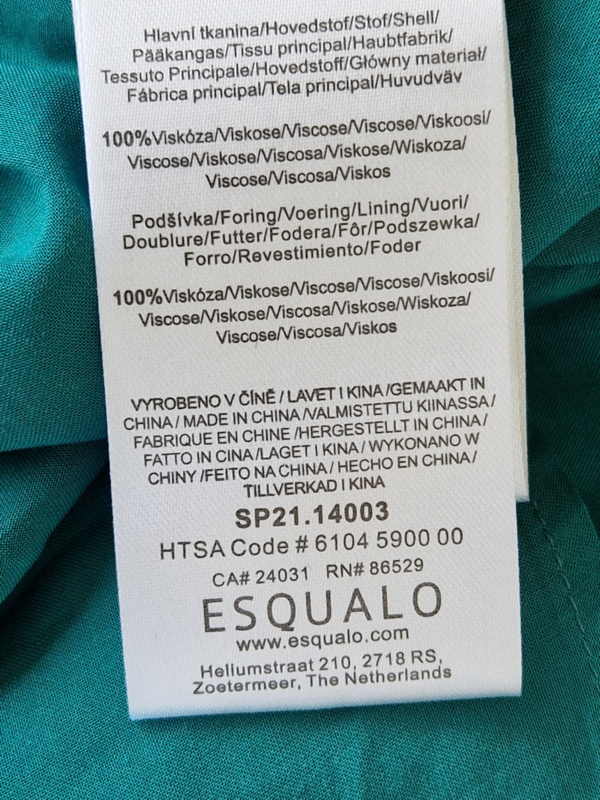 Hlavní tkanina/Hovedstof/Stof/Shell/
Pääkangas/Tissu principal/Haubtfabrik/
Tessuto Principale/Hovedstoff/Główny materiał/
Fábrica principal/Tela principal/Huvudväv
100%Viskóza/Viskose/Viscose/Viscose/Viskoosi/
Viscose/Viskose/Viscosa/Viskose/Wiskoza/
Viscose/Viscosa/Viskos
Podšívka/Foring/Voering/Lining/Vuori/
Doublure/Futter/Fodera/Fôr/Podszewka/
Forro/Revestimiento/Foder
100%Viskóza/Viskose/Viscose/Viscose/Viskoosi/
Viscose/Viskose/Viscosa/Viskose/Wiskoza/
Viscose/Viscosa/Viskos
VYROBENO V ČÍNĚ / LAVET I KINA /GEMAAKT IN
CHINA / MADE IN CHINA /VALMISTETTU KIINASSA /
FABRIQUE EN CHINE /HERGESTELLT IN CHINA /
FATTO IN CINA /LAGET I KINA / WYKONANO W
CHINY /FEITO NA CHINA / HECHO EN CHINA /
TILLVERKAD I KINA
SP21.14003
HTSA Code # 6104 5900 00
CA# 24031 RN# 86529
ESQUALO
www.esqualo.com
Heliumstraat 210, 2718 RS,
Zoetermeer, The Netherlands